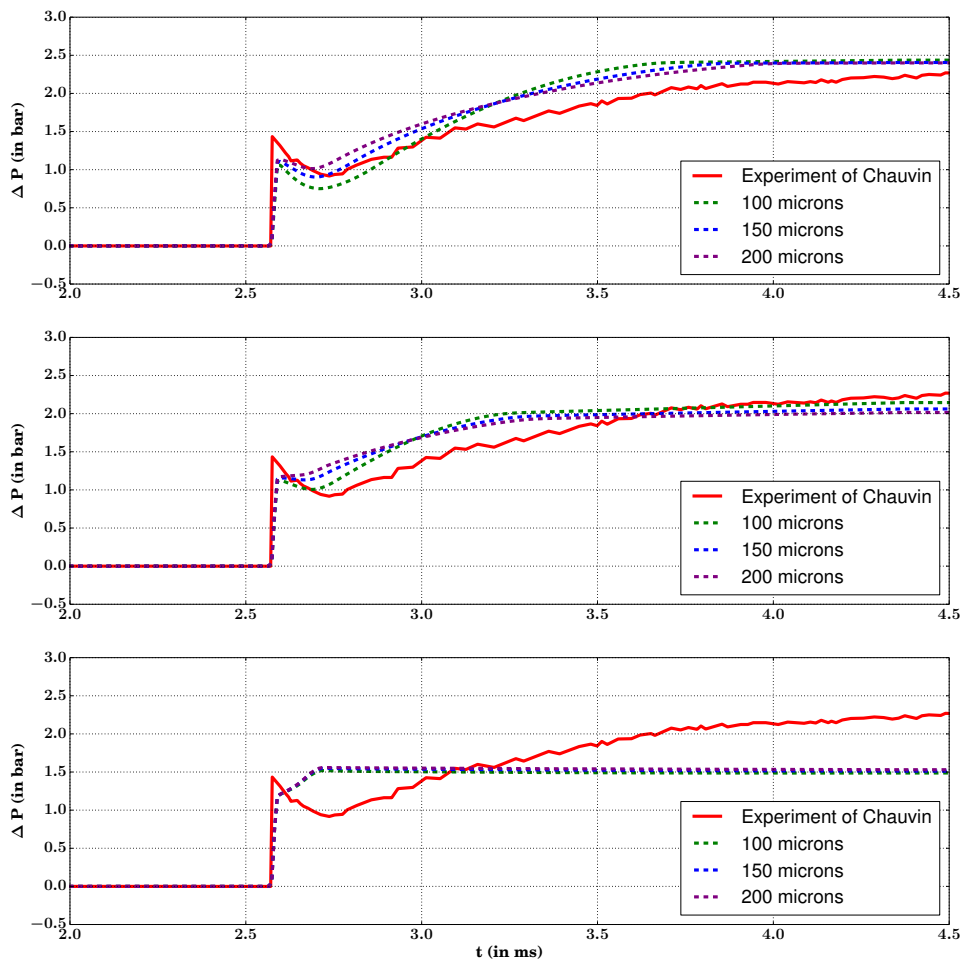 3.0
2.5
2.0
1.5
1.0
0.5
0.0
−0.5
Δ P (in bar)
2.0 2.5 3.0 3.5 4.0 4.5
Experiment of Chauvin
100 microns
150 microns
200 microns
3.0
2.5
2.0
1.5
1.0
0.5
0.0
−0.5
Δ P (in bar)
2.0 2.5 3.0 3.5 4.0 4.5
Experiment of Chauvin
100 microns
150 microns
200 microns
3.0
2.5
2.0
1.5
1.0
0.5
0.0
−0.5
Δ P (in bar)
2.0 2.5 3.0 3.5 4.0 4.5
t (in ms)
Experiment of Chauvin
100 microns
150 microns
200 microns